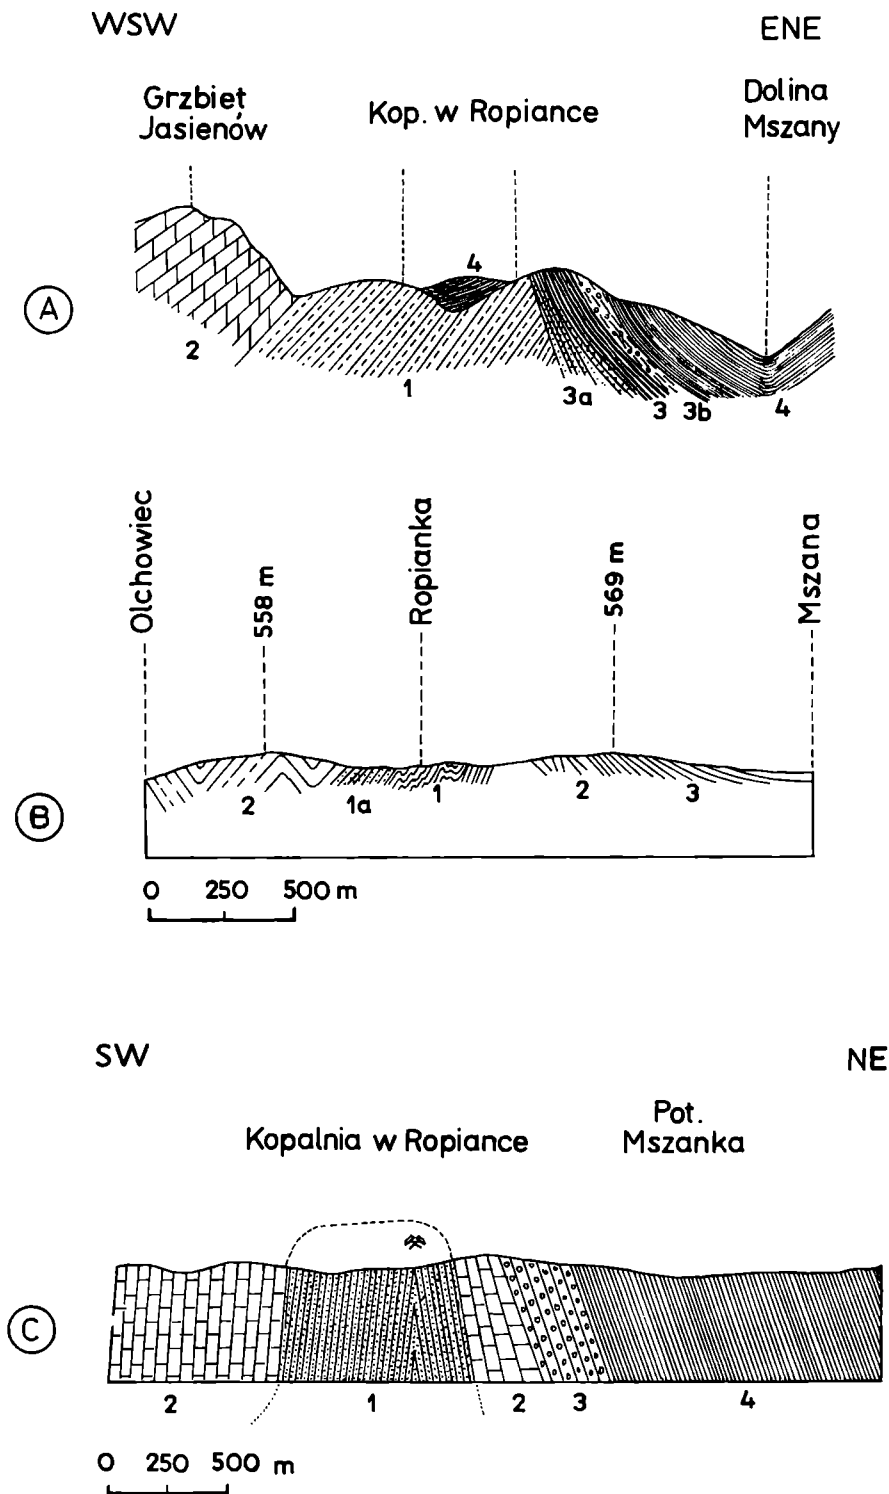 WSW
ENE
Grzbiet
Jasienów
Kop. w Ropiance
Dolina
Mszany
A
4
2
1
3a
3
3b
4
Olchowiec
558 m
Ropianka
569 m
Mszana
B
2
1a
1
2
3
0 250 500 m
SW
NE
Kopalnia w Ropiance
Pot.
Mszanka
C
2
1
2
3
4
0 250 500 m